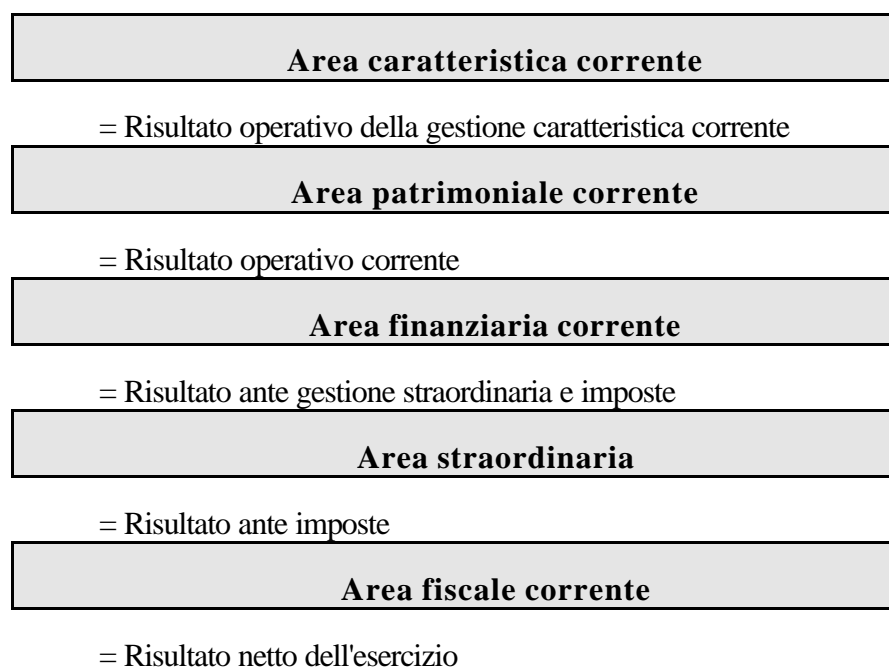 Area caratteristica corrente
= Risultato operativo della gestione caratteristica corrente
Area patrimoniale corrente
= Risultato operativo corrente
Area finanziaria corrente
= Risultato ante gestione straordinaria e imposte
Area straordinaria
= Risultato ante imposte
Area fiscale corrente
= Risultato netto dell'esercizio